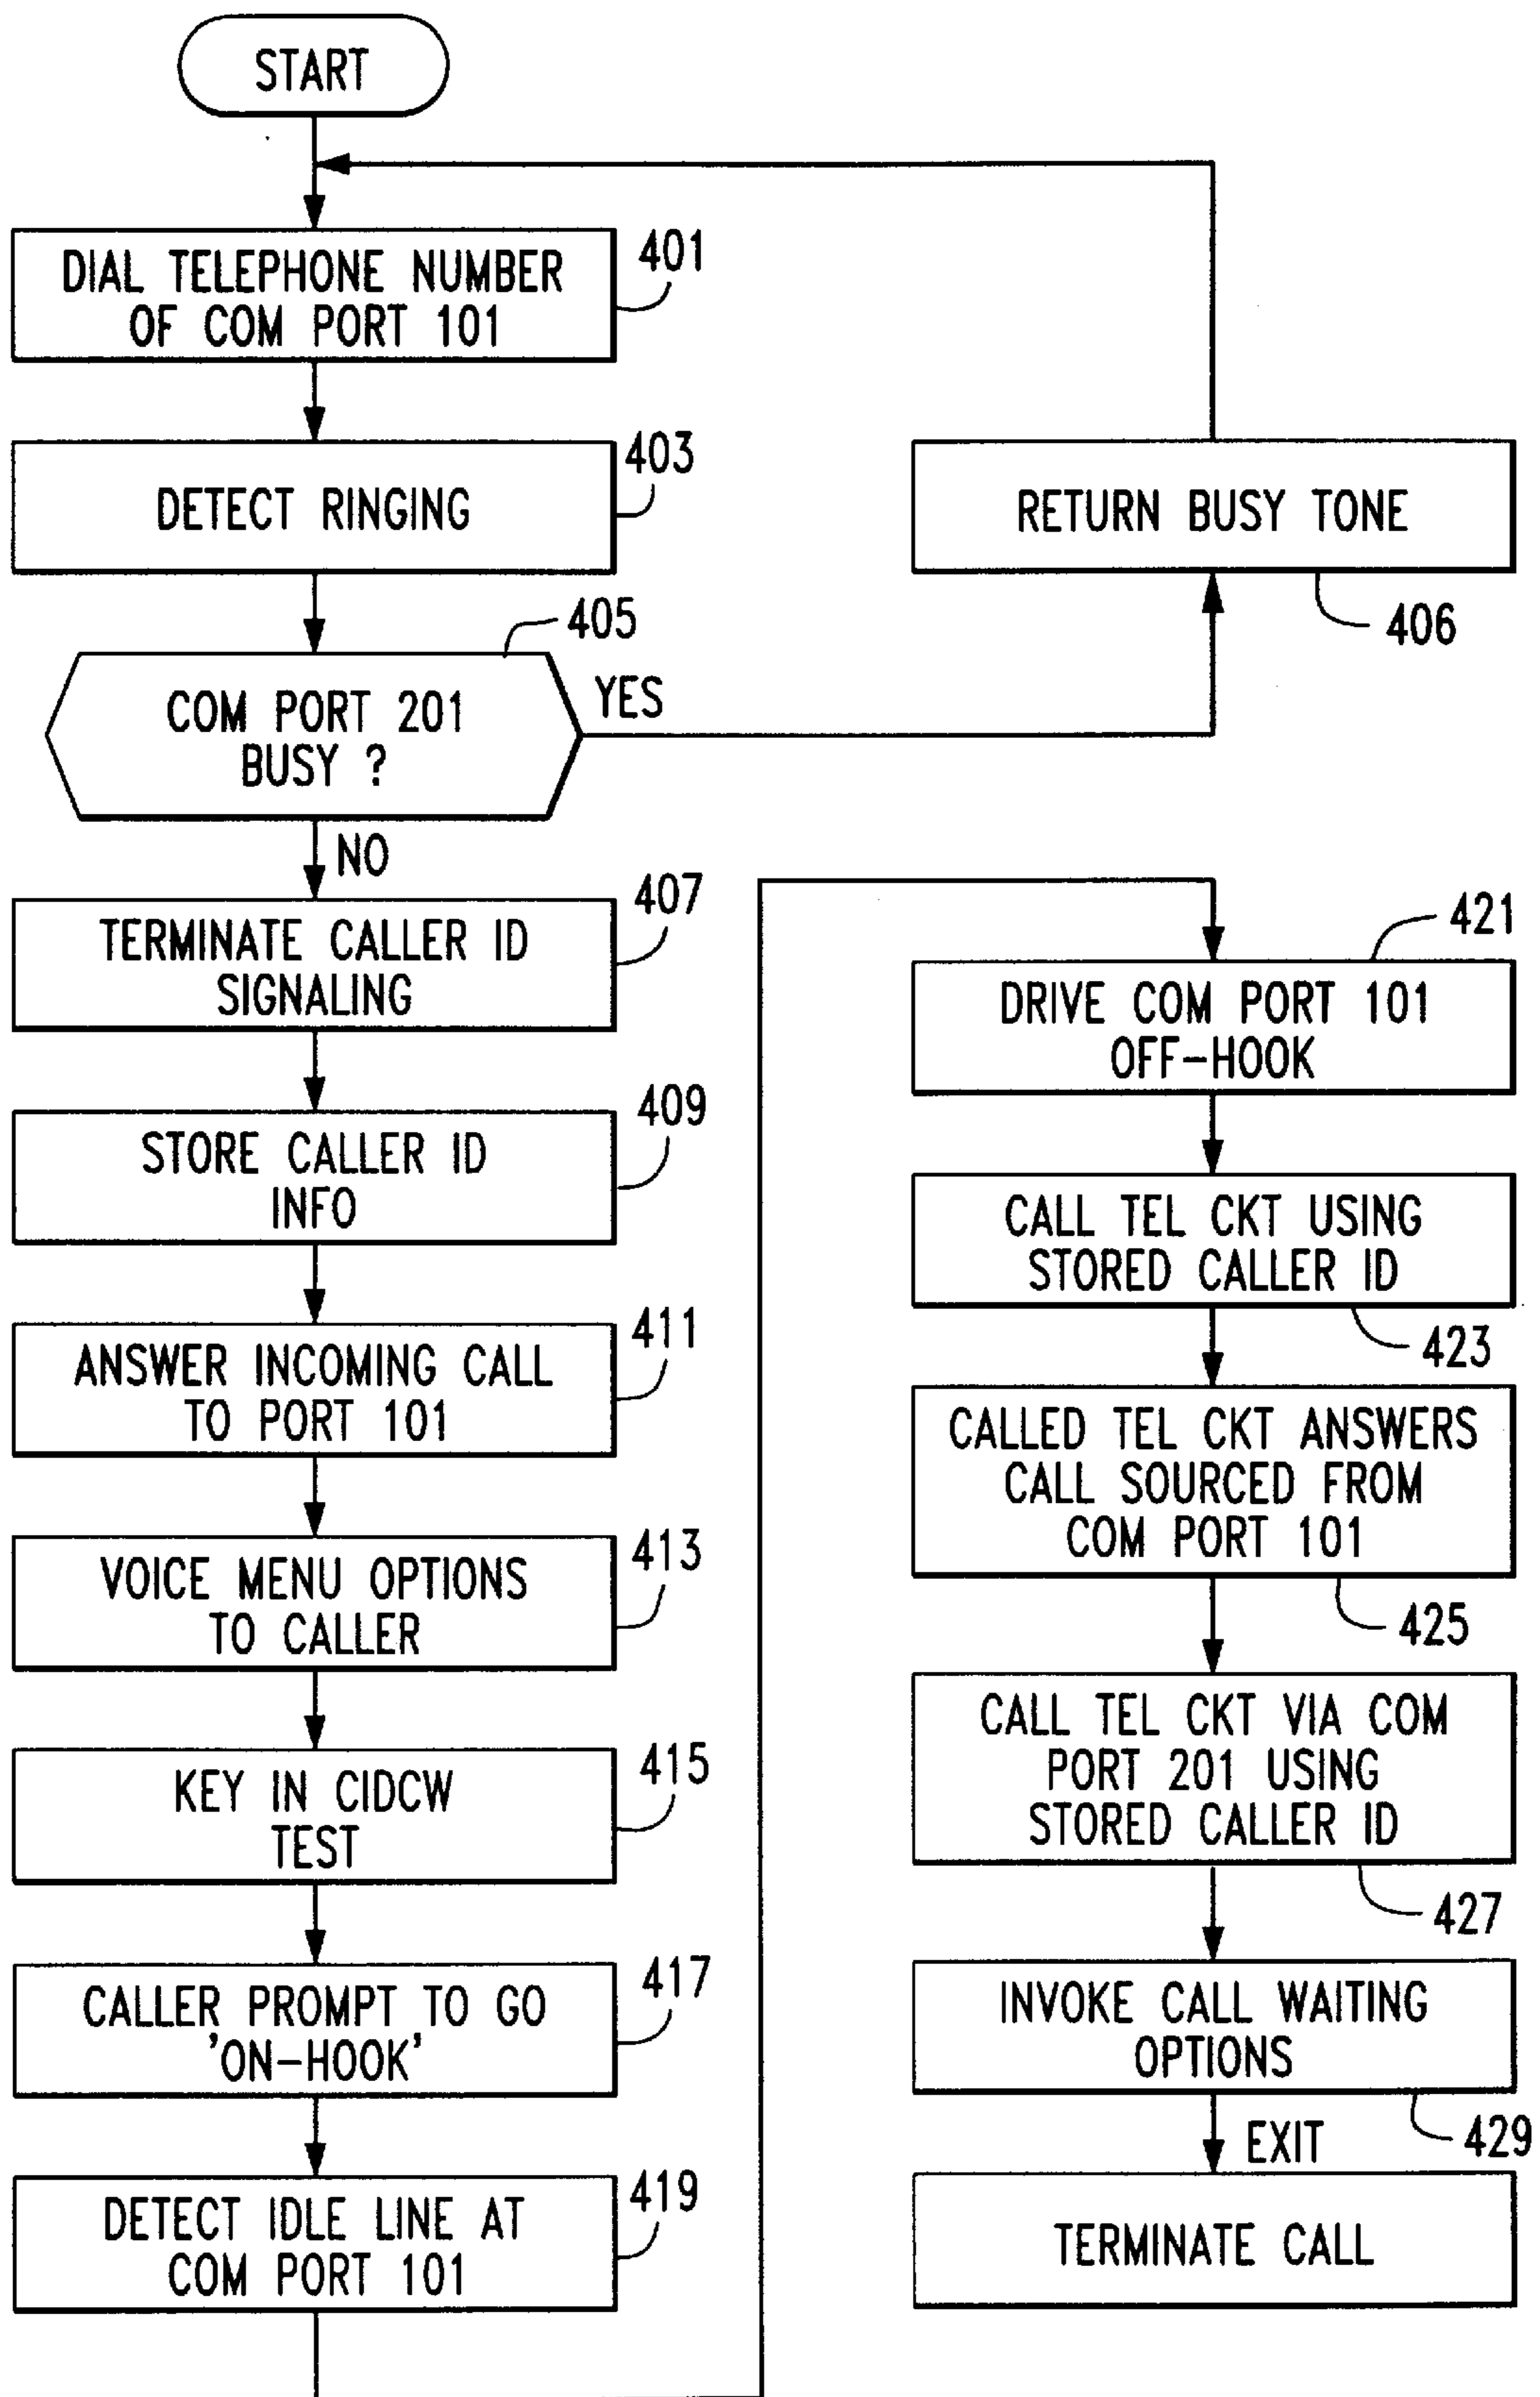 START
DIAL TELEPHONE NUMBER
OF COM PORT 101
401
DETECT RINGING
403
RETURN BUSY TONE
406
405
COM PORT 201
BUSY ?
YES
NO
TERMINATE CALLER ID
SIGNALING
407
STORE CALLER ID
INFO
409
ANSWER INCOMING CALL
TO PORT 101
411
VOICE MENU OPTIONS
TO CALLER
413
KEY IN CIDCW
TEST
415
CALLER PROMPT TO GO
'ON-HOOK'
417
DETECT IDLE LINE AT
COM PORT 101
419
421
DRIVE COM PORT 101
OFF-HOOK
CALL TEL CKT USING
STORED CALLER ID
423
CALLED TEL CKT ANSWERS
CALL SOURCED FROM
COM PORT 101
425
CALL TEL CKT VIA COM
PORT 201 USING
STORED CALLER ID
427
INVOKE CALL WAITING
OPTIONS
429
EXIT
TERMINATE CALL